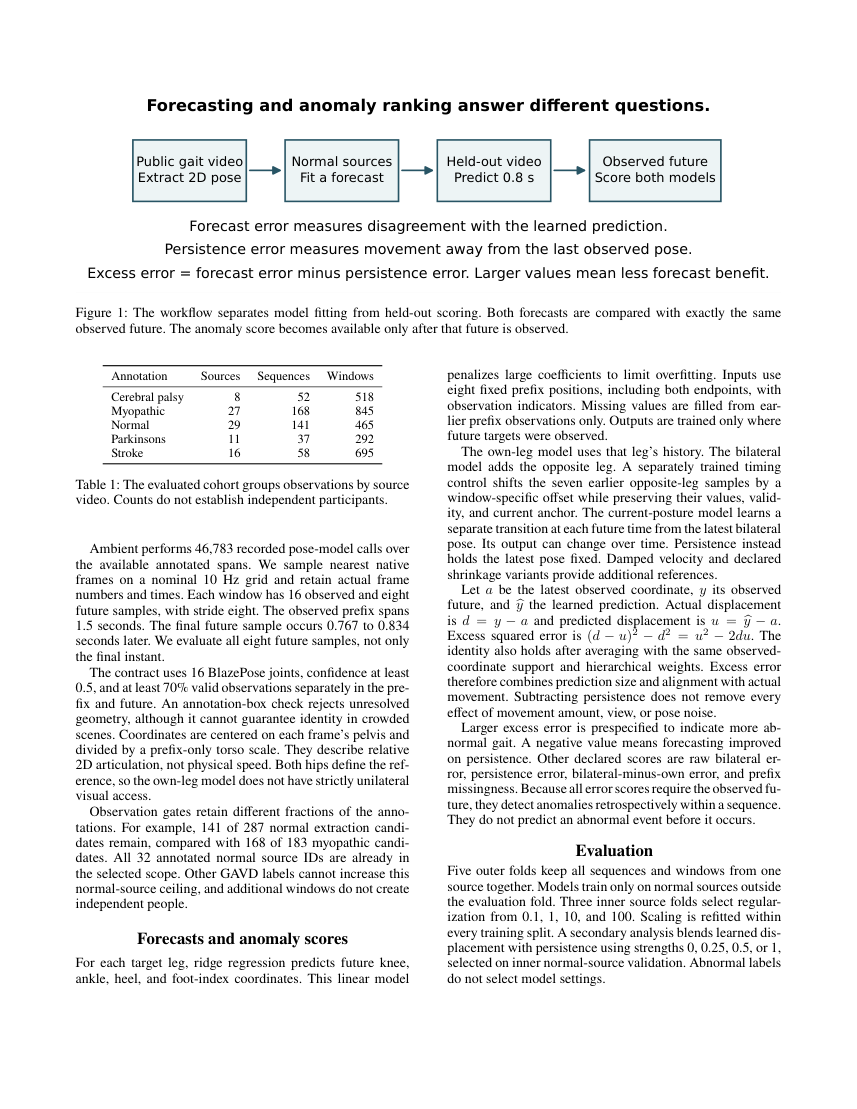 Forecasting and anomaly ranking answer different questions.
Public gait video
Extract 2D pose
Normal sources
Fit a forecast
Held-out video
Predict 0.8 s
Observed future
Score both models
Forecast error measures disagreement with the learned prediction.
Persistence error measures movement away from the last observed pose.
Excess error = forecast error minus persistence error. Larger values mean less forecast benefit.
Figure 1: The workflow separates model fitting from held-out scoring. Both forecasts are compared with exactly the same
observed future. The anomaly score becomes available only after that future is observed.
Annotation Sources Sequences Windows
Cerebral palsy 8 52 518
Myopathic 27 168 845
Normal 29 141 465
Parkinsons 11 37 292
Stroke 16 58 695
Table 1: The evaluated cohort groups observations by source
video. Counts do not establish independent participants.
Ambient performs 46,783 recorded pose-model calls over
the available annotated spans. We sample nearest native
frames on a nominal 10 Hz grid and retain actual frame
numbers and times. Each window has 16 observed and eight
future samples, with stride eight. The observed prefix spans
1.5 seconds. The final future sample occurs 0.767 to 0.834
seconds later. We evaluate all eight future samples, not only
the final instant.
The contract uses 16 BlazePose joints, confidence at least
0.5, and at least 70% valid observations separately in the pre-
fix and future. An annotation-box check rejects unresolved
geometry, although it cannot guarantee identity in crowded
scenes. Coordinates are centered on each frame's pelvis and
divided by a prefix-only torso scale. They describe relative
2D articulation, not physical speed. Both hips define the ref-
erence, so the own-leg model does not have strictly unilateral
visual access.
Observation gates retain different fractions of the anno-
tations. For example, 141 of 287 normal extraction candi-
dates remain, compared with 168 of 183 myopathic candi-
dates. All 32 annotated normal source IDs are already in
the selected scope. Other GAVD labels cannot increase this
normal-source ceiling, and additional windows do not create
independent people.
Forecasts and anomaly scores
For each target leg, ridge regression predicts future knee,
ankle, heel, and foot-index coordinates. This linear model
penalizes large coefficients to limit overfitting. Inputs use
eight fixed prefix positions, including both endpoints, with
observation indicators. Missing values are filled from ear-
lier prefix observations only. Outputs are trained only where
future targets were observed.
The own-leg model uses that leg's history. The bilateral
model adds the opposite leg. A separately trained timing
control shifts the seven earlier opposite-leg samples by a
window-specific offset while preserving their values, valid-
ity, and current anchor. The current-posture model learns a
separate transition at each future time from the latest bilateral
pose. Its output can change over time. Persistence instead
holds the latest pose fixed. Damped velocity and declared
shrinkage variants provide additional references.
Let a be the latest observed coordinate, y its observed
future, and ŷ the learned prediction. Actual displacement
is d = y − a and predicted displacement is u = ŷ − a.
Excess squared error is (d − u)² − d² = u² − 2du. The
identity also holds after averaging with the same observed-
coordinate support and hierarchical weights. Excess error
therefore combines prediction size and alignment with actual
movement. Subtracting persistence does not remove every
effect of movement amount, view, or pose noise.
Larger excess error is prespecified to indicate more ab-
normal gait. A negative value means forecasting improved
on persistence. Other declared scores are raw bilateral er-
ror, persistence error, bilateral-minus-own error, and prefix
missingness. Because all error scores require the observed fu-
ture, they detect anomalies retrospectively within a sequence.
They do not predict an abnormal event before it occurs.
Evaluation
Five outer folds keep all sequences and windows from one
source together. Models train only on normal sources outside
the evaluation fold. Three inner source folds select regular-
ization from 0.1, 1, 10, and 100. Scaling is refitted within
every training split. A secondary analysis blends learned dis-
placement with persistence using strengths 0, 0.25, 0.5, or 1,
selected on inner normal-source validation. Abnormal labels
do not select model settings.